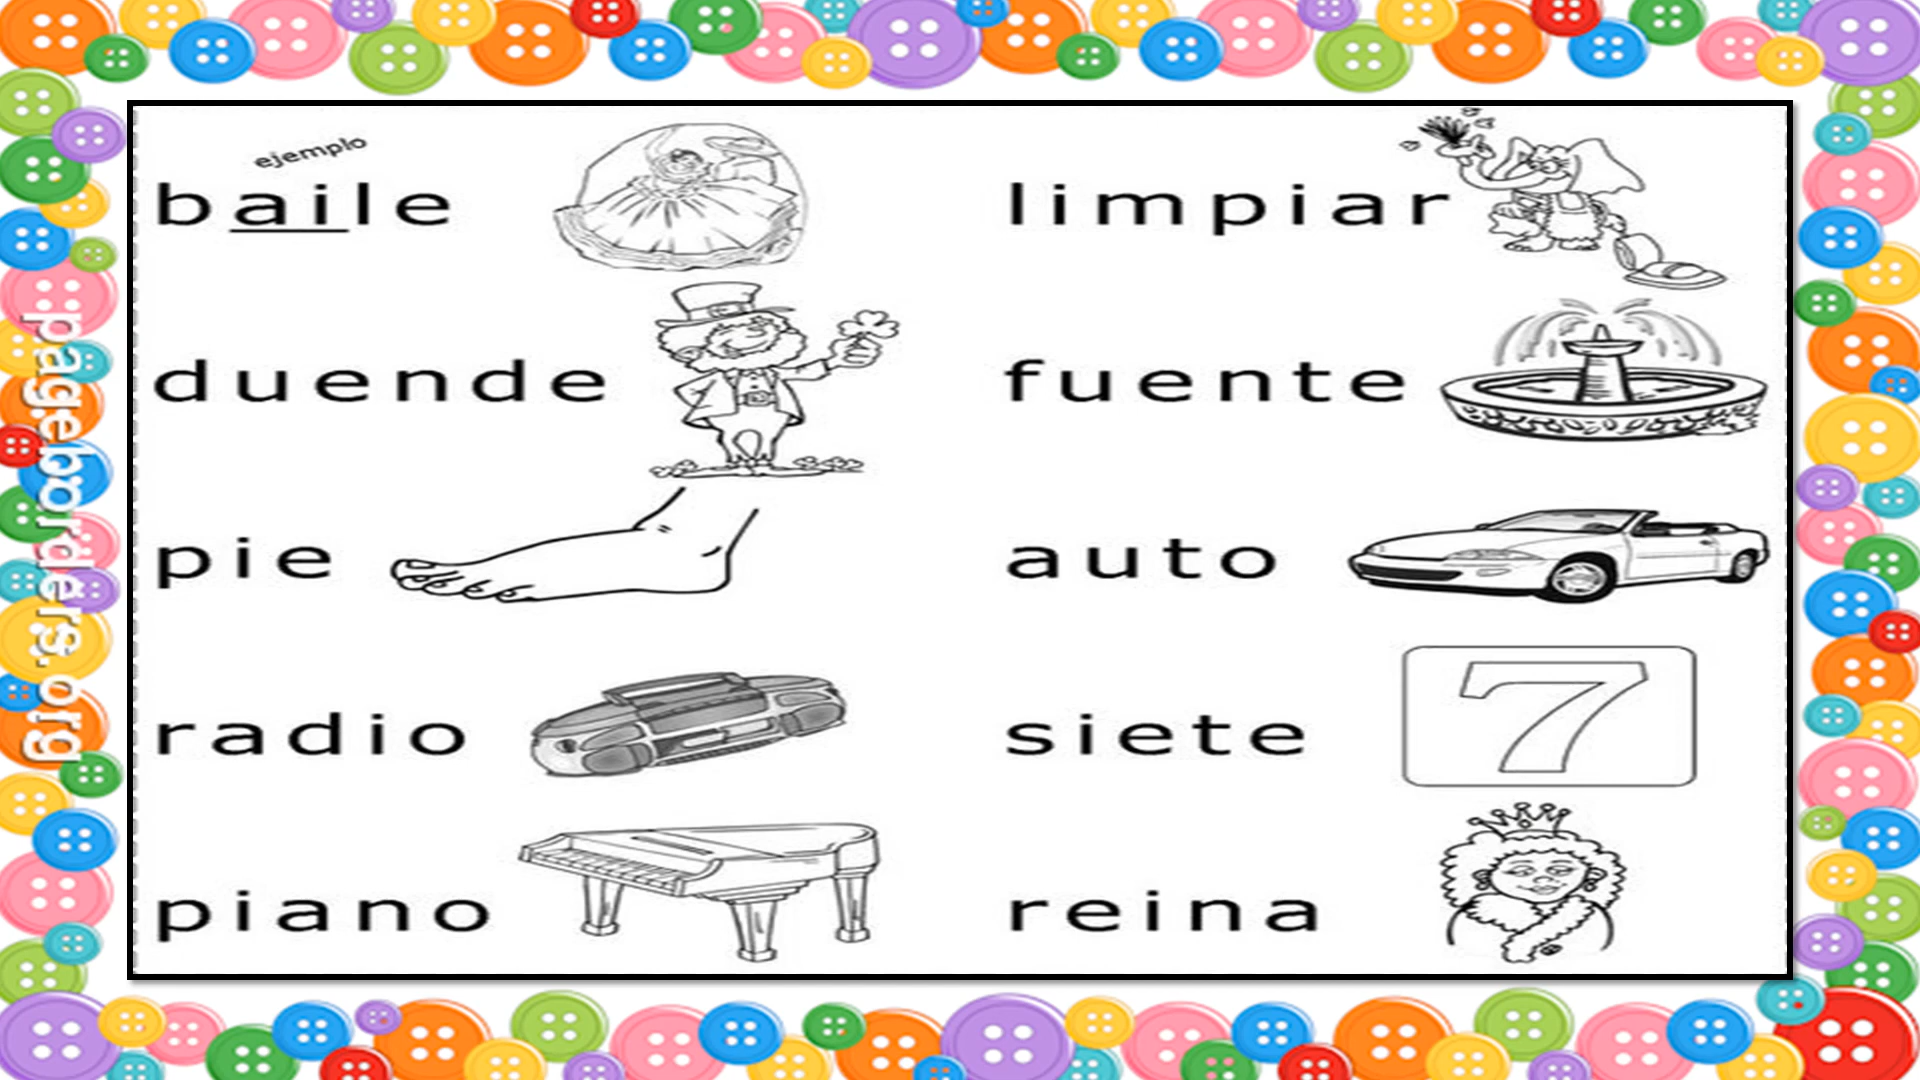 ejemplo
baile
limpiar
duende
fuente
pie
auto
radio
siete
7
piano
reina
pageborders.org